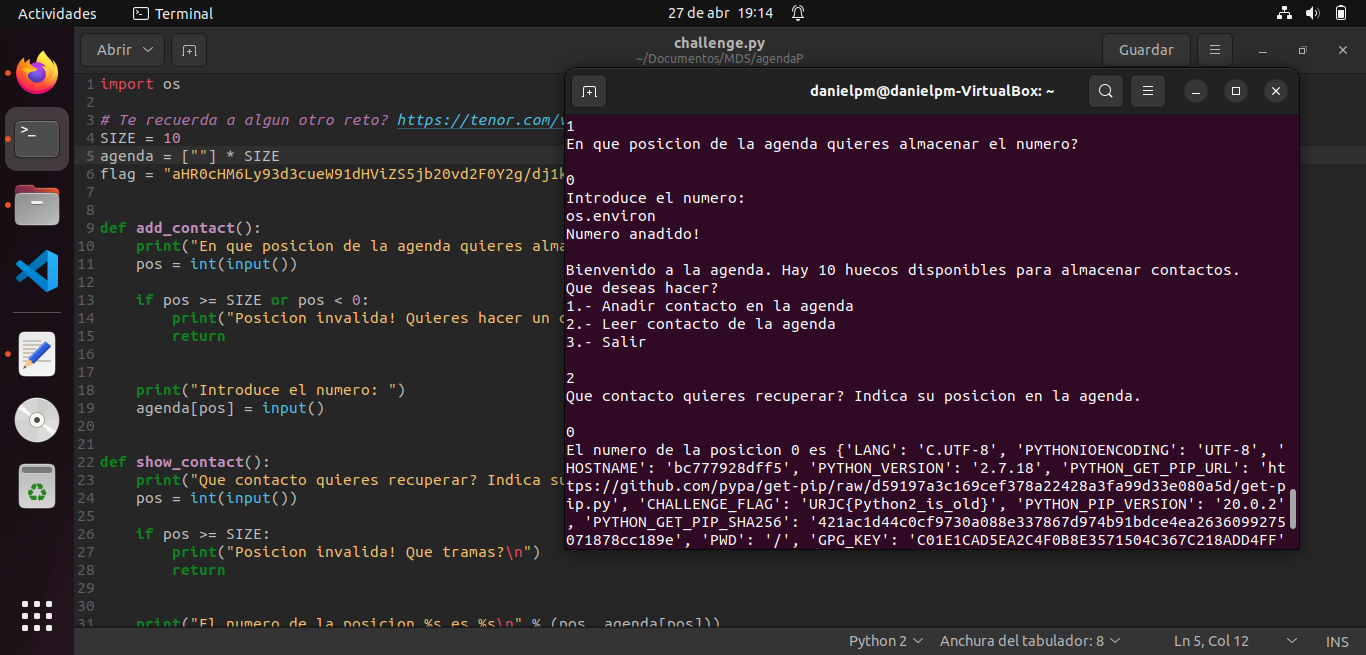 Actividades
Terminal
27 de abr 19:14
Abrir
challenge.py
~/Documentos/MDS/agendaP
Guardar
1 import os
2
3 # Te recuerda a algun otro reto? https://tenor.com/
4 SIZE = 10
5 agenda = [""] * SIZE
6 flag = "aHR0cHM6Ly93d3cueW91dHViZS5jb20vd2F0Y2g/dj1
7
8
9 def add_contact():
10     print("En que posicion de la agenda quieres alma
11     pos = int(input())
12
13     if pos >= SIZE or pos < 0:
14         print("Posicion invalida! Quieres hacer un
15         return
16
17
18     print("Introduce el numero: ")
19     agenda[pos] = input()
20
21
22 def show_contact():
23     print("Que contacto quieres recuperar? Indica su
24     pos = int(input())
25
26     if pos >= SIZE:
27         print("Posicion invalida! Que tramas?\n")
28         return
29
30
31     print("El numero de la posicion %s es %s\n" % (pos, agenda[pos]))
danielpm@danielpm-VirtualBox: ~
1
En que posicion de la agenda quieres almacenar el numero?
0
Introduce el numero:
os.environ
Numero anadido!
Bienvenido a la agenda. Hay 10 huecos disponibles para almacenar contactos.
Que deseas hacer?
1.- Anadir contacto en la agenda
2.- Leer contacto de la agenda
3.- Salir
2
Que contacto quieres recuperar? Indica su posicion en la agenda.
0
El numero de la posicion 0 es {'LANG': 'C.UTF-8', 'PYTHONIOENCODING': 'UTF-8', '
HOSTNAME': 'bc777928dff5', 'PYTHON_VERSION': '2.7.18', 'PYTHON_GET_PIP_URL': 'ht
tps://github.com/pypa/get-pip/raw/d59197a3c169cef378a22428a3fa99d33e080a5d/get-p
ip.py', 'CHALLENGE_FLAG': 'URJC{Python2_is_old}', 'PYTHON_PIP_VERSION': '20.0.2'
, 'PYTHON_GET_PIP_SHA256': '421ac1d44c0cf9730a088e337867d974b91bdce4ea2636099275
071878cc189e', 'PWD': '/', 'GPG_KEY': 'C01E1CAD5EA2C4F0B8E3571504C367C218ADD4FF'
Python 2
Anchura del tabulador: 8
Ln 5, Col 12
INS